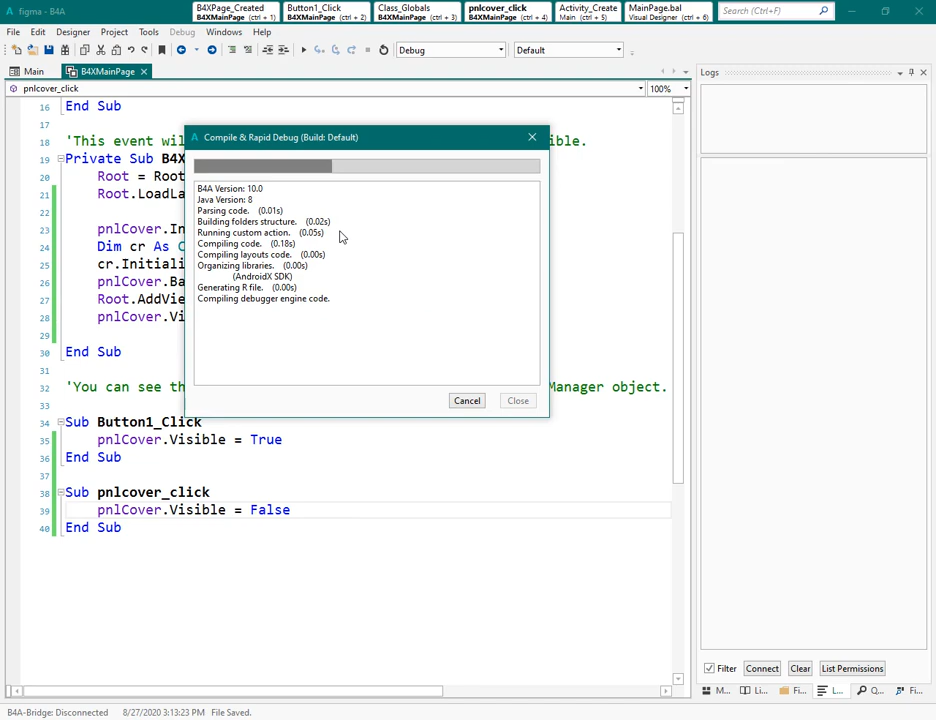 figma - B4A
B4XPage_Created
B4XMainPage (ctrl + 1)
Button1_Click
B4XMainPage (ctrl + 2)
Class_Globals
B4XMainPage (ctrl + 3)
pnlcover_click
B4XMainPage (ctrl + 4)
Activity_Create
Main (ctrl + 5)
MainPage.bal
Visual Designer (ctrl + 6)
Search (Ctrl+F)
File Edit Designer Project Tools Debug Windows Help
Debug
Default
Main
B4XMainPage
Logs
pnlcover_click
100%
16 End Sub
17
18 'This event wil
ible.
19 Private Sub B4X
20 Root = Root
21 Root.LoadLa
22
23 pnlCover.In
24 Dim cr As C
25 cr.Initiali
26 pnlCover.Ba
27 Root.AddVie
28 pnlCover.Vi
29
30 End Sub
31
32 'You can see th
Manager object.
33
34 Sub Button1_Click
35 pnlCover.Visible = True
36 End Sub
37
38 Sub pnlcover_click
39 pnlCover.Visible = False
40 End Sub
Compile & Rapid Debug (Build: Default)
B4A Version: 10.0
Java Version: 8
Parsing code. (0.01s)
Building folders structure. (0.02s)
Running custom action. (0.05s)
Compiling code. (0.18s)
Compiling layouts code. (0.00s)
Organizing libraries. (0.00s)
(AndroidX SDK)
Generating R file. (0.00s)
Compiling debugger engine code.
Cancel
Close
Filter
Connect
Clear
List Permissions
M...
Li...
Fi...
L...
Q...
Fi...
B4A-Bridge: Disconnected 8/27/2020 3:13:23 PM File Saved.